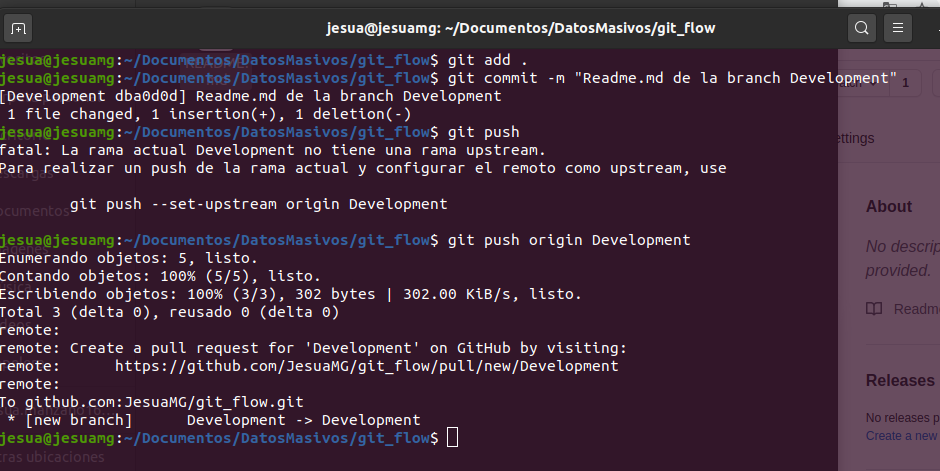 jesua@jesuamg: ~/Documentos/DatosMasivos/git_flow
jesua@jesuamg:~/Documentos/DatosMasivos/git_flow$ git add .
jesua@jesuamg:~/Documentos/DatosMasivos/git_flow$ git commit -m "Readme.md de la branch Development"
[Development dba0d0d] Readme.md de la branch Development
1 file changed, 1 insertion(+), 1 deletion(-)
jesua@jesuamg:~/Documentos/DatosMasivos/git_flow$ git push
fatal: La rama actual Development no tiene una rama upstream.
Para realizar un push de la rama actual y configurar el remoto como upstream, use
git push --set-upstream origin Development
jesua@jesuamg:~/Documentos/DatosMasivos/git_flow$ git push origin Development
Enumerando objetos: 5, listo.
Contando objetos: 100% (5/5), listo.
Escribiendo objetos: 100% (3/3), 302 bytes | 302.00 KiB/s, listo.
Total 3 (delta 0), reusado 0 (delta 0)
remote:
remote: Create a pull request for 'Development' on GitHub by visiting:
remote:      https://github.com/JesuaMG/git_flow/pull/new/Development
remote:
To github.com:JesuaMG/git_flow.git
* [new branch]      Development -> Development
jesua@jesuamg:~/Documentos/DatosMasivos/git_flow$
1
ettings
About
No descrip
provided.
Readme
Releases
No releases p
Create a new
scargas
ocumentos
tras ubicaciones